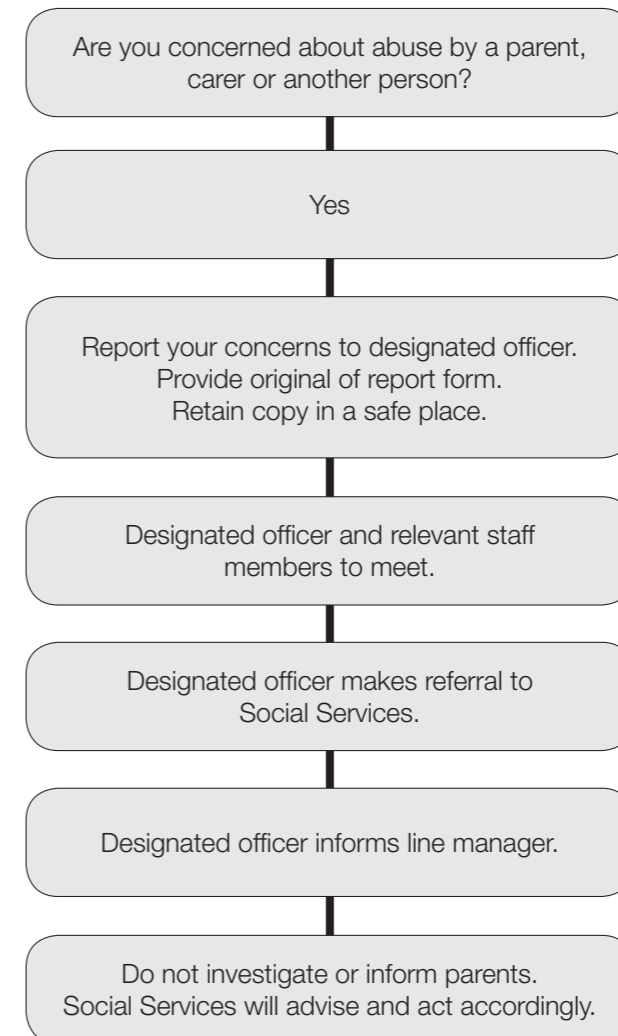 Are you concerned about abuse by a parent,
carer or another person?
Yes
Report your concerns to designated officer.
Provide original of report form.
Retain copy in a safe place.
Designated officer and relevant staff
members to meet.
Designated officer makes referral to
Social Services.
Designated officer informs line manager.
Do not investigate or inform parents.
Social Services will advise and act accordingly.